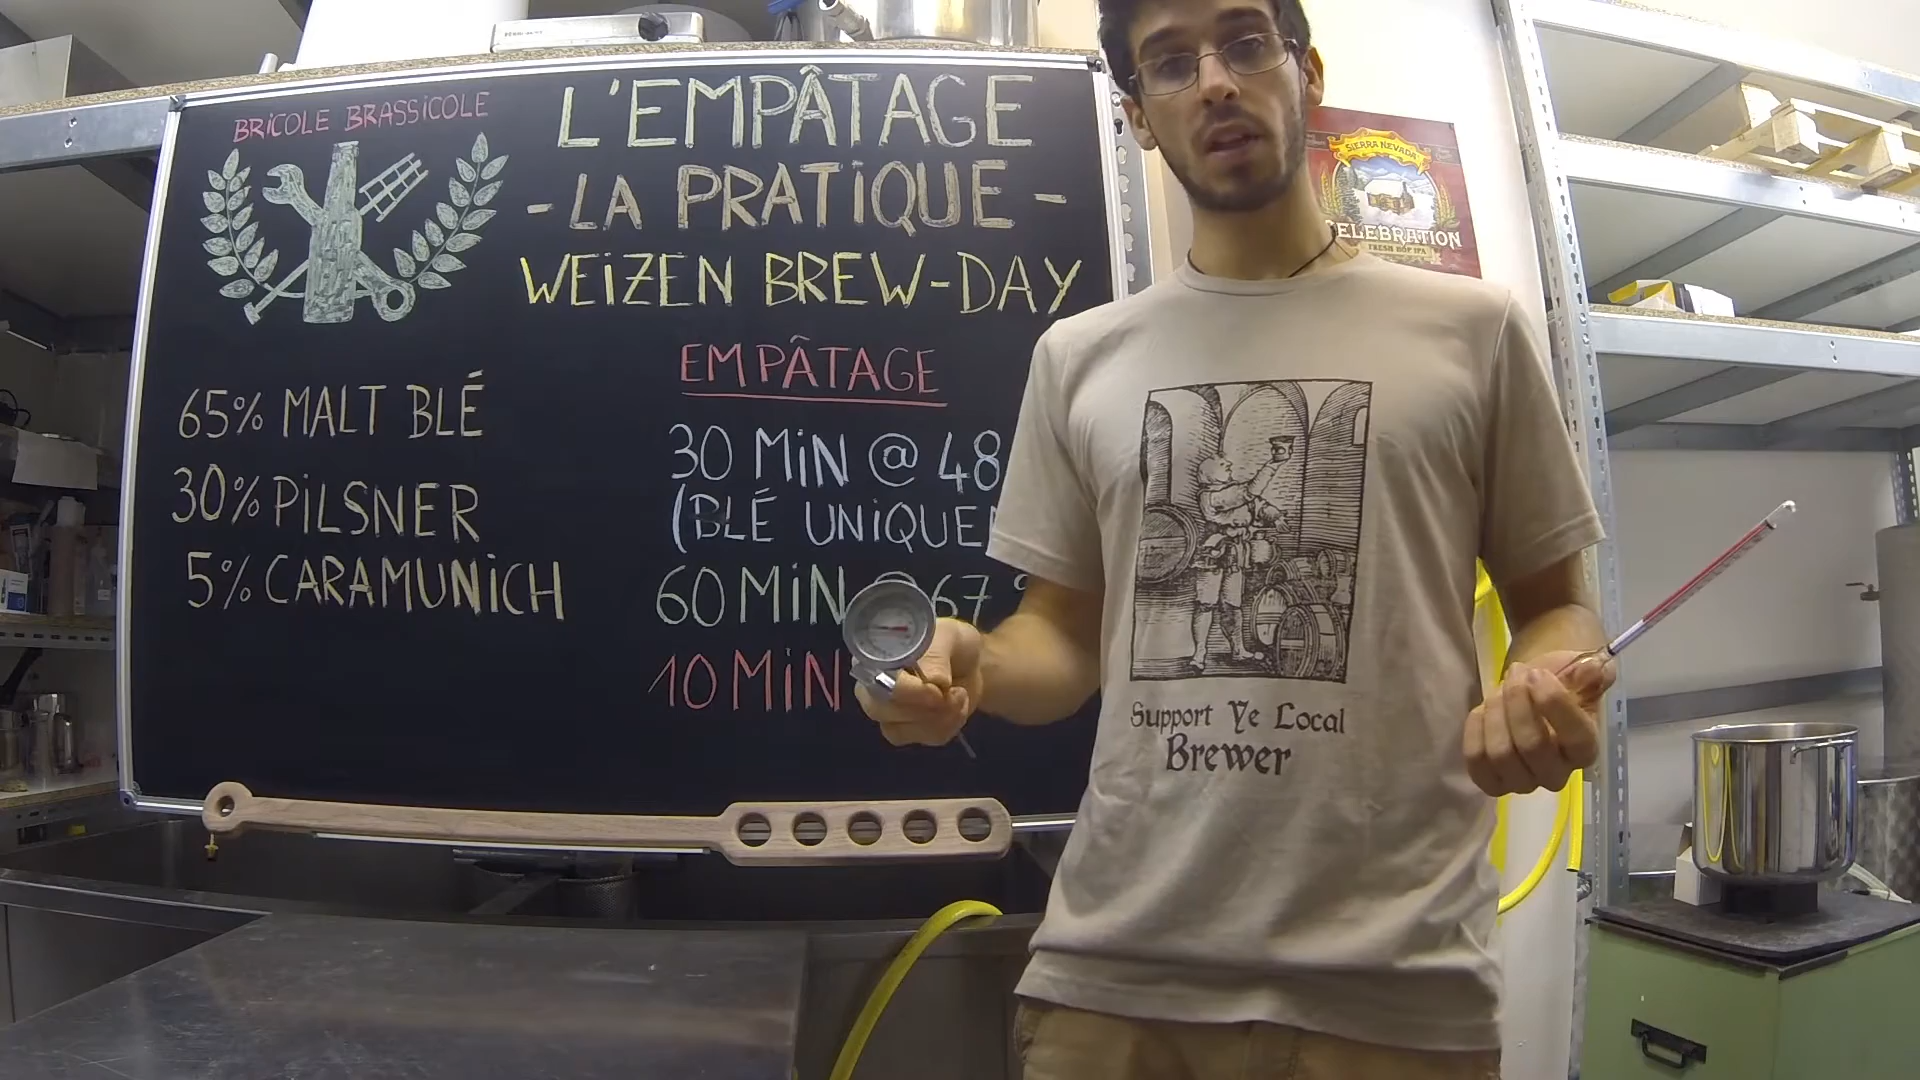 BRiCOLE BRASSiCOLE
L'EMPÂTAGE
- LA PRATiQUE -
WEiZEN BREW-DAY
65% MALT BLÉ
30% PiLSNER
5% CARAMUNiCH
EMPÂTAGE
30 MiN @ 48
(BLÉ UNiQUE
60 MiN @ 67 °
10 MiN
SIERRA NEVADA
CELEBRATION
FRESH HOP IPA
Support Ye Local
Brewer